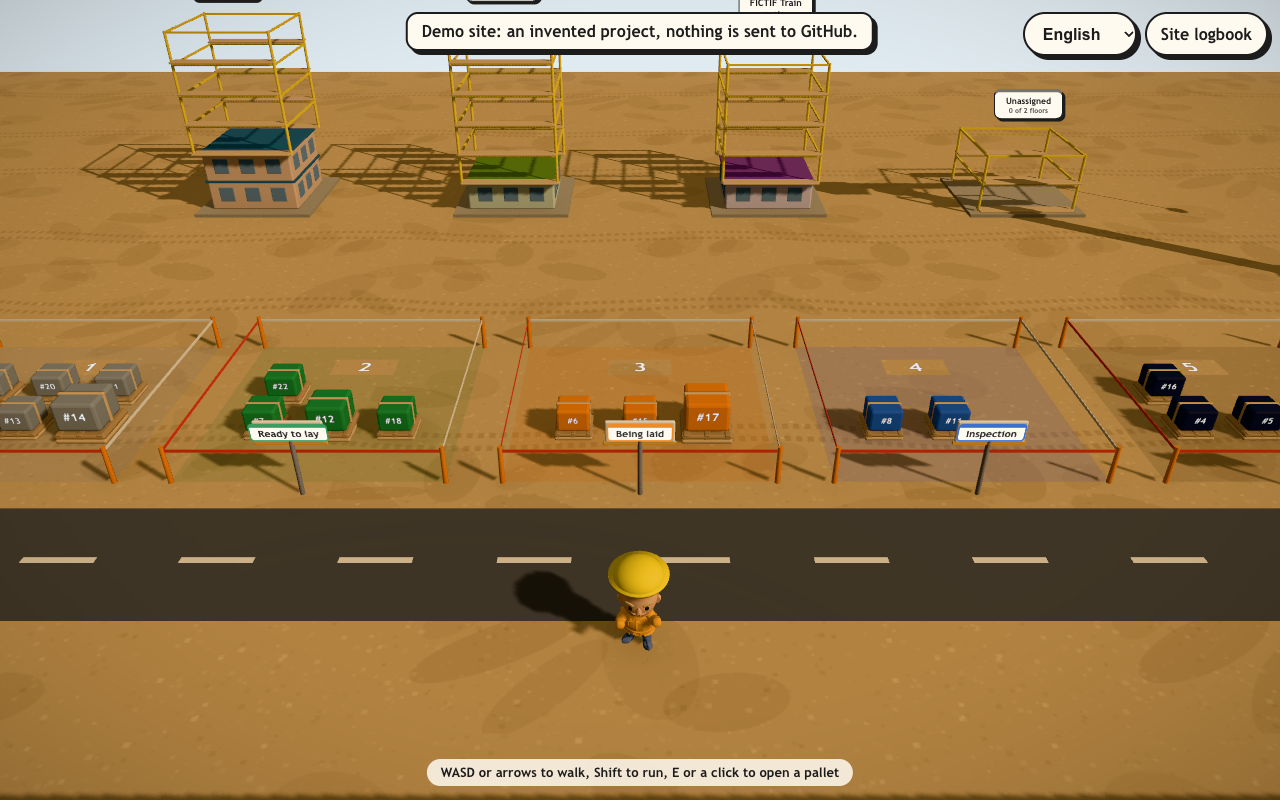 FICTIF Train
Demo site: an invented project, nothing is sent to GitHub.
English
Site logbook
Unassigned
0 of 2 floors
1
2
3
4
5
#20
#13
#14
#22
#12
#18
Ready to lay
#6
#17
Being laid
#8
#11
Inspection
#16
#4
#5
WASD or arrows to walk, Shift to run, E or a click to open a pallet